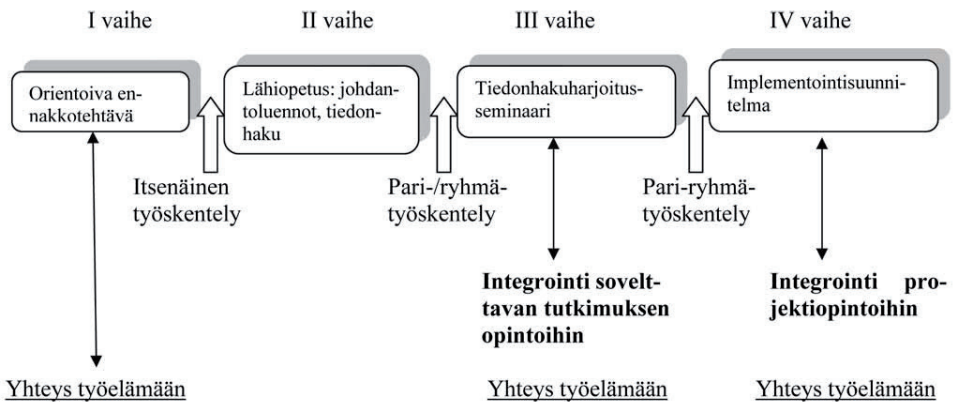 I vaihe
II vaihe
III vaihe
IV vaihe
Orientoiva en-
nakkotehtävä
Lähiopetus: johdan-
toluennot, tiedon-
haku
Tiedonhakuharjoitus-
seminaari
Implementointisuunni-
telma
Itsenäinen
työskentely
Pari-/ryhmä-
työskentely
Pari-ryhmä-
työskentely
Integrointi sovelt-
tavan tutkimuksen
opintoihin
Integrointi pro-
jektiopintoihin
Yhteys työelämään
Yhteys työelämään
Yhteys työelämään